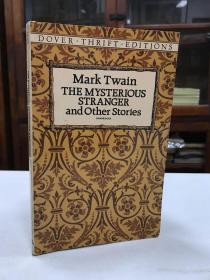 DOVER · THRIFT · EDITIONS
Mark Twain
THE MYSTERIOUS
STRANGER
and Other Stories